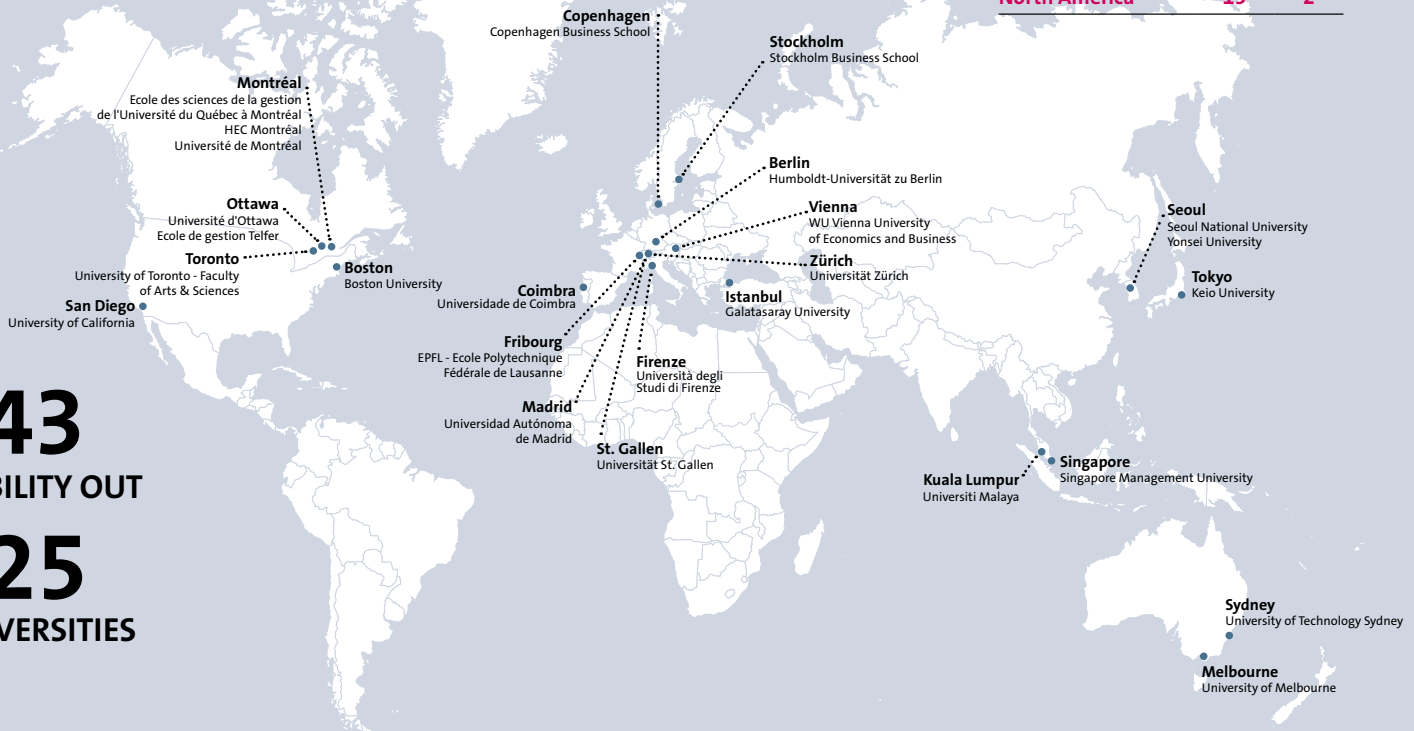 North America 19 2
Copenhagen
Copenhagen Business School
Stockholm
Stockholm Business School
Montréal
Ecole des sciences de la gestion
de l'Université du Québec à Montréal
HEC Montréal
Université de Montréal
Berlin
Humboldt-Universität zu Berlin
Ottawa
Université d'Ottawa
Ecole de gestion Telfer
Vienna
WU Vienna University
of Economics and Business
Seoul
Seoul National University
Yonsei University
Toronto
University of Toronto - Faculty
of Arts & Sciences
Boston
Boston University
Zürich
Universität Zürich
Tokyo
Keio University
San Diego
University of California
Coimbra
Universidade de Coimbra
Istanbul
Galatasaray University
Fribourg
EPFL - Ecole Polytechnique
Fédérale de Lausanne
Firenze
Università degli
Studi di Firenze
Madrid
Universidad Autónoma
de Madrid
St. Gallen
Universität St. Gallen
43
BILITY OUT
25
VERSITIES
Kuala Lumpur
Universiti Malaya
Singapore
Singapore Management University
Sydney
University of Technology Sydney
Melbourne
University of Melbourne